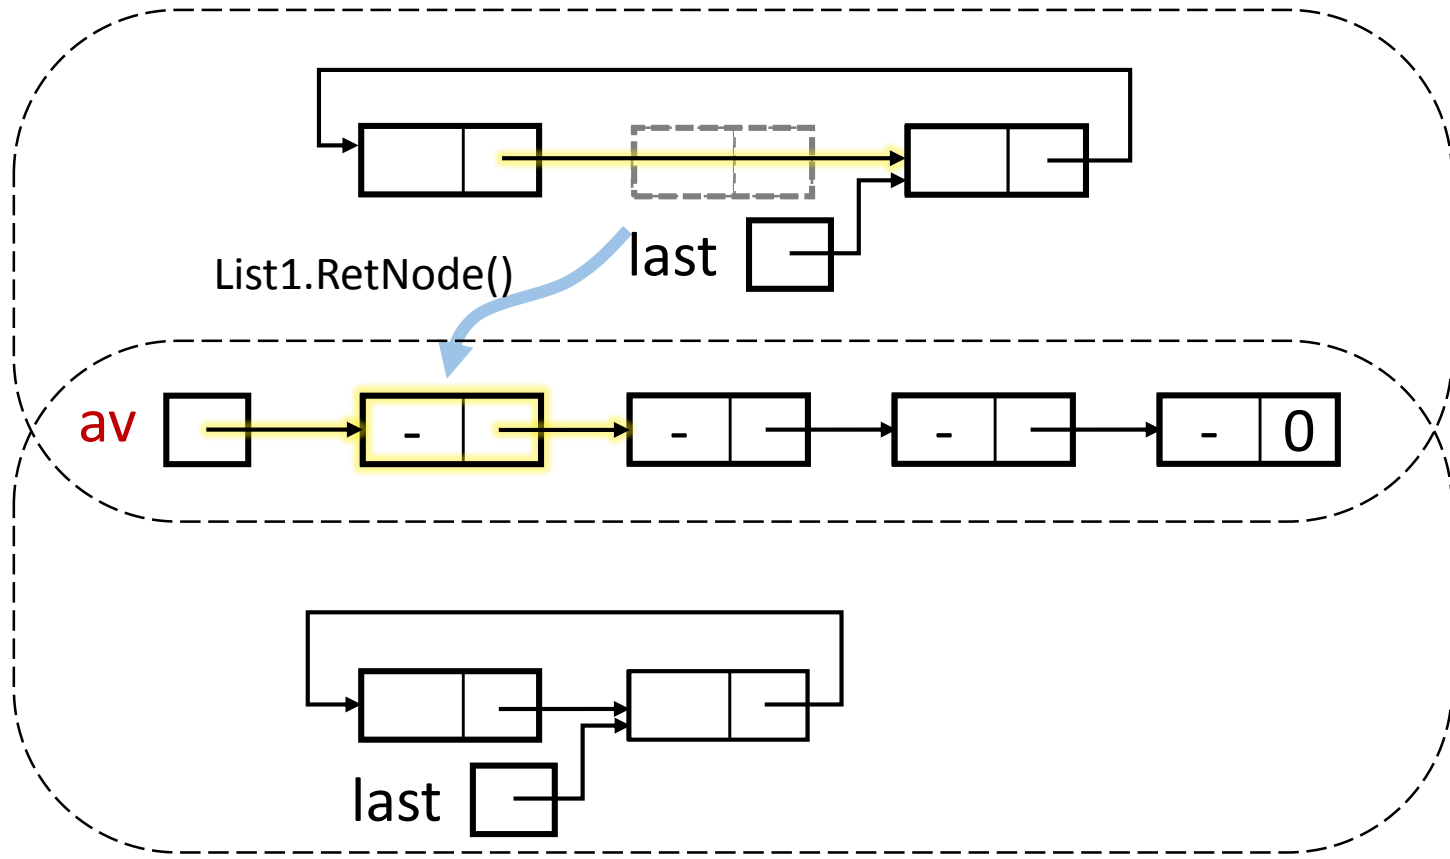 last
List1.RetNode()
av
- - - - 0
last